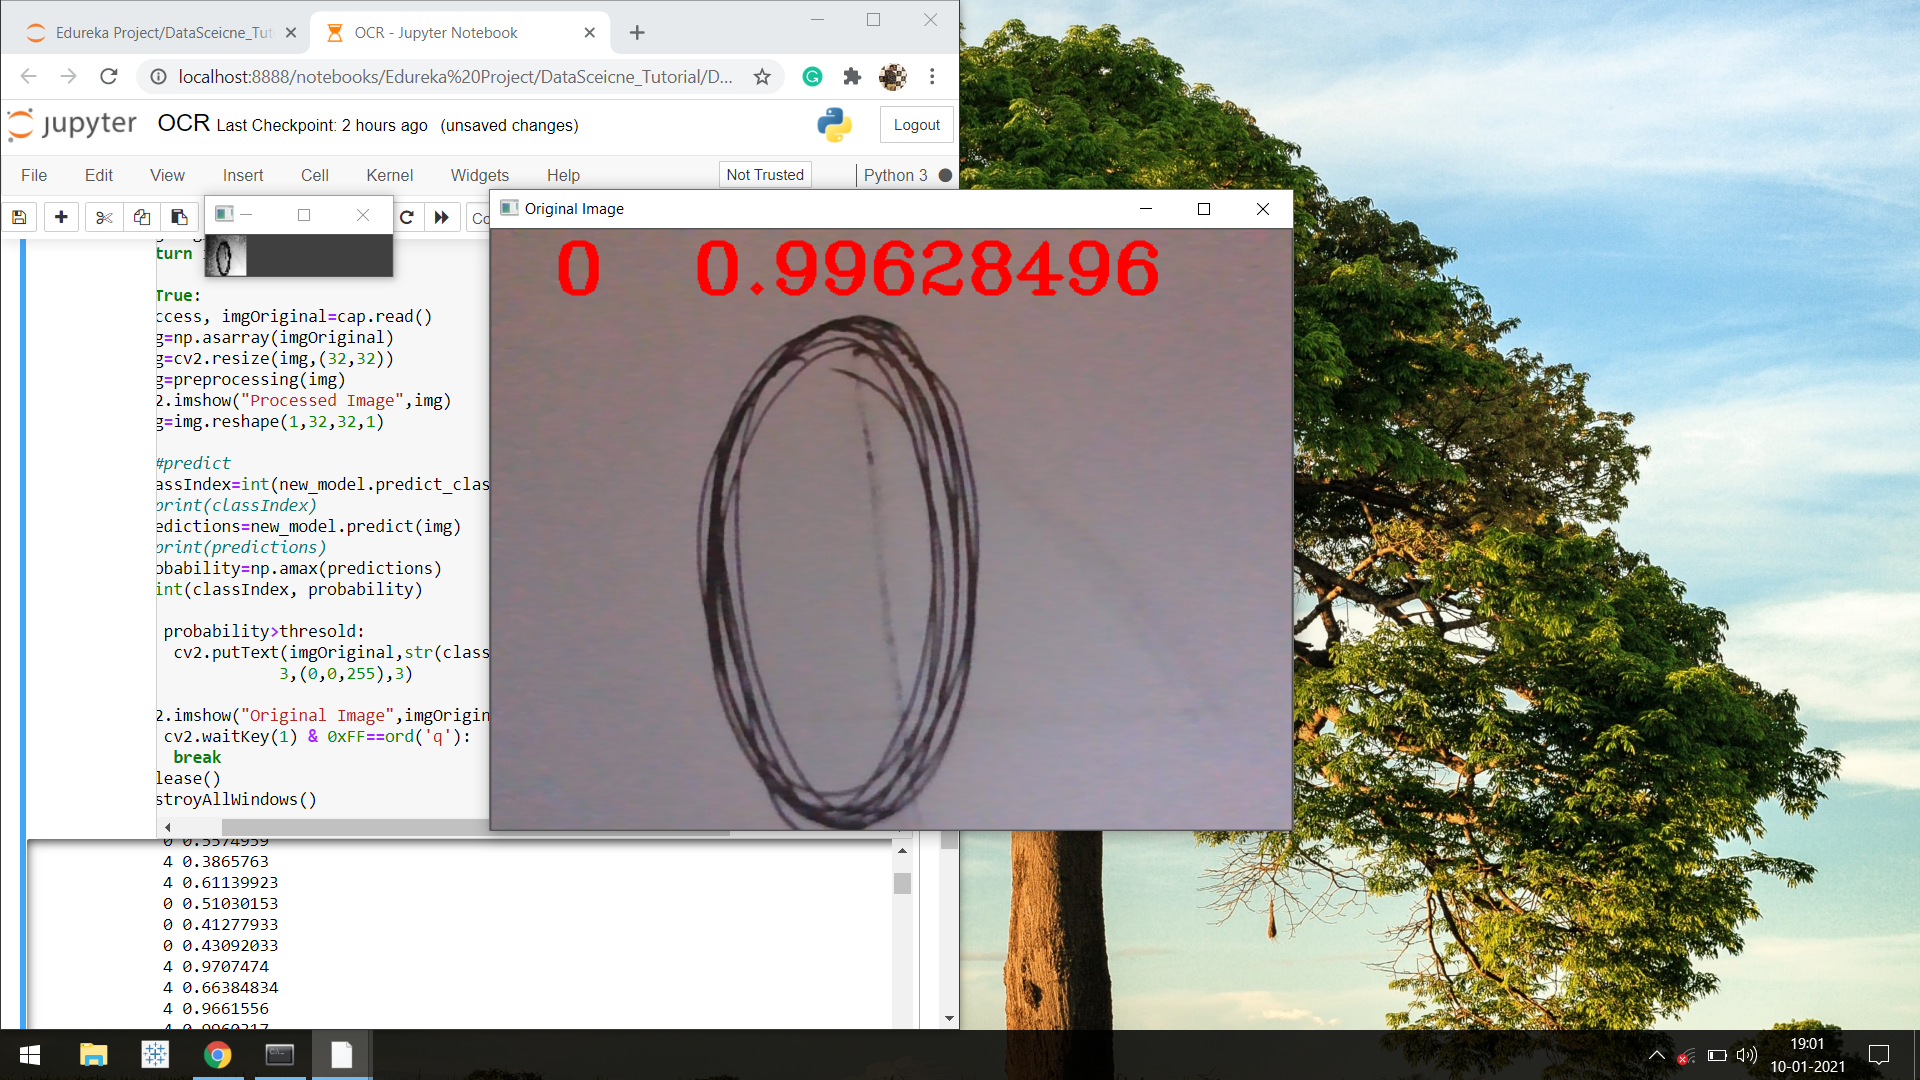 Edureka Project/DataSceicne_Tut
OCR - Jupyter Notebook
localhost:8888/notebooks/Edureka%20Project/DataSceicne_Tutorial/D...
jupyter OCR Last Checkpoint: 2 hours ago (unsaved changes)
Logout
File Edit View Insert Cell Kernel Widgets Help
Not Trusted
Python 3
Co
Original Image
0 0.99628496
turn
True:
ccess, imgOriginal=cap.read()
g=np.asarray(imgOriginal)
g=cv2.resize(img,(32,32))
g=preprocessing(img)
2.imshow("Processed Image",img)
g=img.reshape(1,32,32,1)
#predict
assIndex=int(new_model.predict_clas
print(classIndex)
edictions=new_model.predict(img)
print(predictions)
obability=np.amax(predictions)
int(classIndex, probability)
probability>thresold:
cv2.putText(imgOriginal,str(class
3,(0,0,255),3)
2.imshow("Original Image",imgOrigin
cv2.waitKey(1) & 0xFF==ord('q'):
break
lease()
stroyAllWindows()
0 0.5574959
4 0.3865763
4 0.61139923
0 0.51030153
0 0.41277933
0 0.43092033
4 0.9707474
4 0.66384834
4 0.9661556
19:01
10-01-2021